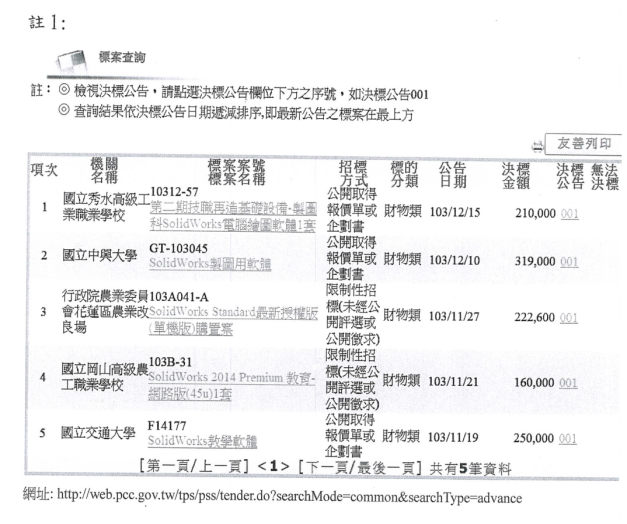 註1:
標案查詢
註：◎ 檢視決標公告，請點選決標公告欄位下方之序號，如決標公告001
◎ 查詢結果依決標公告日期遞減排序,即最新公告之標案在最上方
友善列印
項次 機關名稱 標案案號 標案名稱 招標方式 標的分類 公告日期 決標金額 決標公告 無法決標
1 國立秀水高級工業職業學校 10312-57 第二期技職再造基礎設備-製圖科SolidWorks電腦繪圖軟體1套 公開取得報價單或企劃書 財物類 103/12/15 210,000 001
2 國立中興大學 GT-103045 SolidWorks製圖用軟體 公開取得報價單或企劃書 財物類 103/12/10 319,000 001
3 行政院農業委員會花蓮區農業改良場 103A041-A SolidWorks Standard最新授權版(單機版)購置案 限制性招標(未經公開評選或公開徵求) 財物類 103/11/27 222,600 001
4 國立岡山高級農工職業學校 103B-31 SolidWorks 2014 Premium 教育-網路版(45u)1套 限制性招標(未經公開評選或公開徵求) 財物類 103/11/21 160,000 001
5 國立交通大學 F14177 SolidWorks教學軟體 公開取得報價單或企劃書 財物類 103/11/19 250,000 001
[第一頁/上一頁] <1> [下一頁/最後一頁] 共有5筆資料
網址: http://web.pcc.gov.tw/tps/pss/tender.do?searchMode=common&searchType=advance